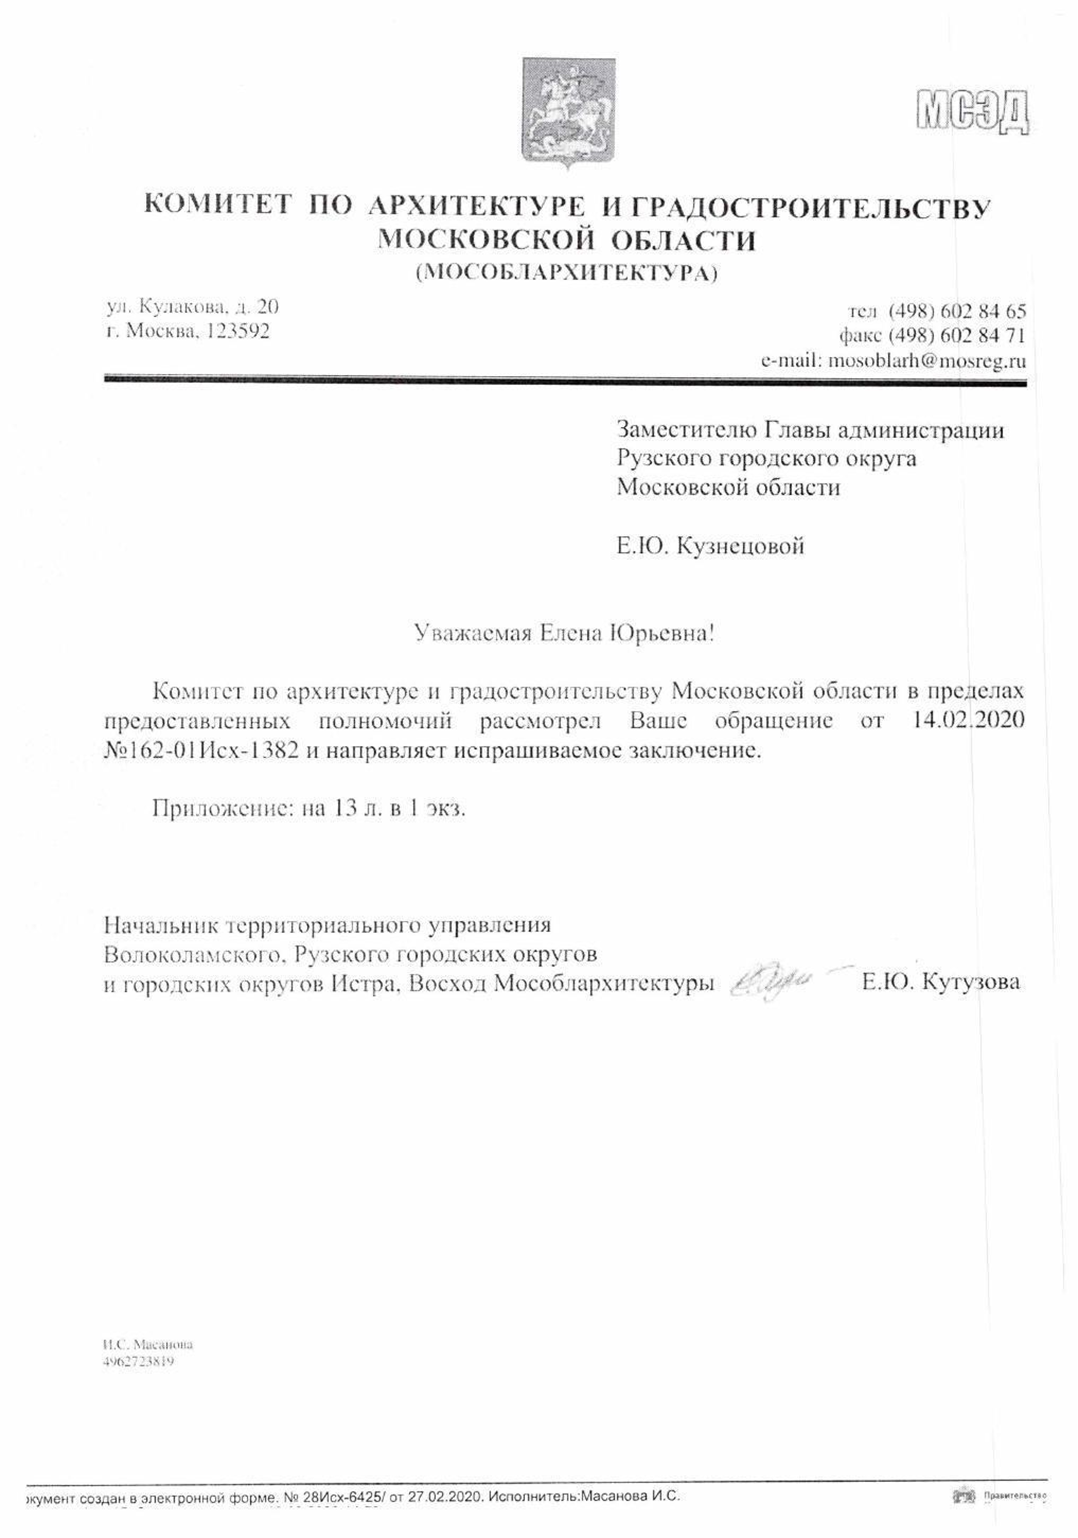 МСЭД
КОМИТЕТ ПО АРХИТЕКТУРЕ И ГРАДОСТРОИТЕЛЬСТВУ
МОСКОВСКОЙ ОБЛАСТИ
(МОСОБЛАРХИТЕКТУРА)
ул. Кулакова, д. 20
г. Москва, 123592
тел (498) 602 84 65
факс (498) 602 84 71
e-mail: mosoblarh@mosreg.ru
Заместителю Главы администрации
Рузского городского округа
Московской области
Е.Ю. Кузнецовой
Уважаемая Елена Юрьевна!
Комитет по архитектуре и градостроительству Московской области в пределах
предоставленных полномочий рассмотрел Ваше обращение от 14.02.2020
№162-01Исх-1382 и направляет испрашиваемое заключение.
Приложение: на 13 л. в 1 экз.
Начальник территориального управления
Волоколамского, Рузского городских округов
и городских округов Истра, Восход Мособлархитектуры Е.Ю. Кутузова
И.С. Масанова
4962723819
окумент создан в электронной форме. № 28Исх-6425/ от 27.02.2020. Исполнитель:Масанова И.С.
Правительство